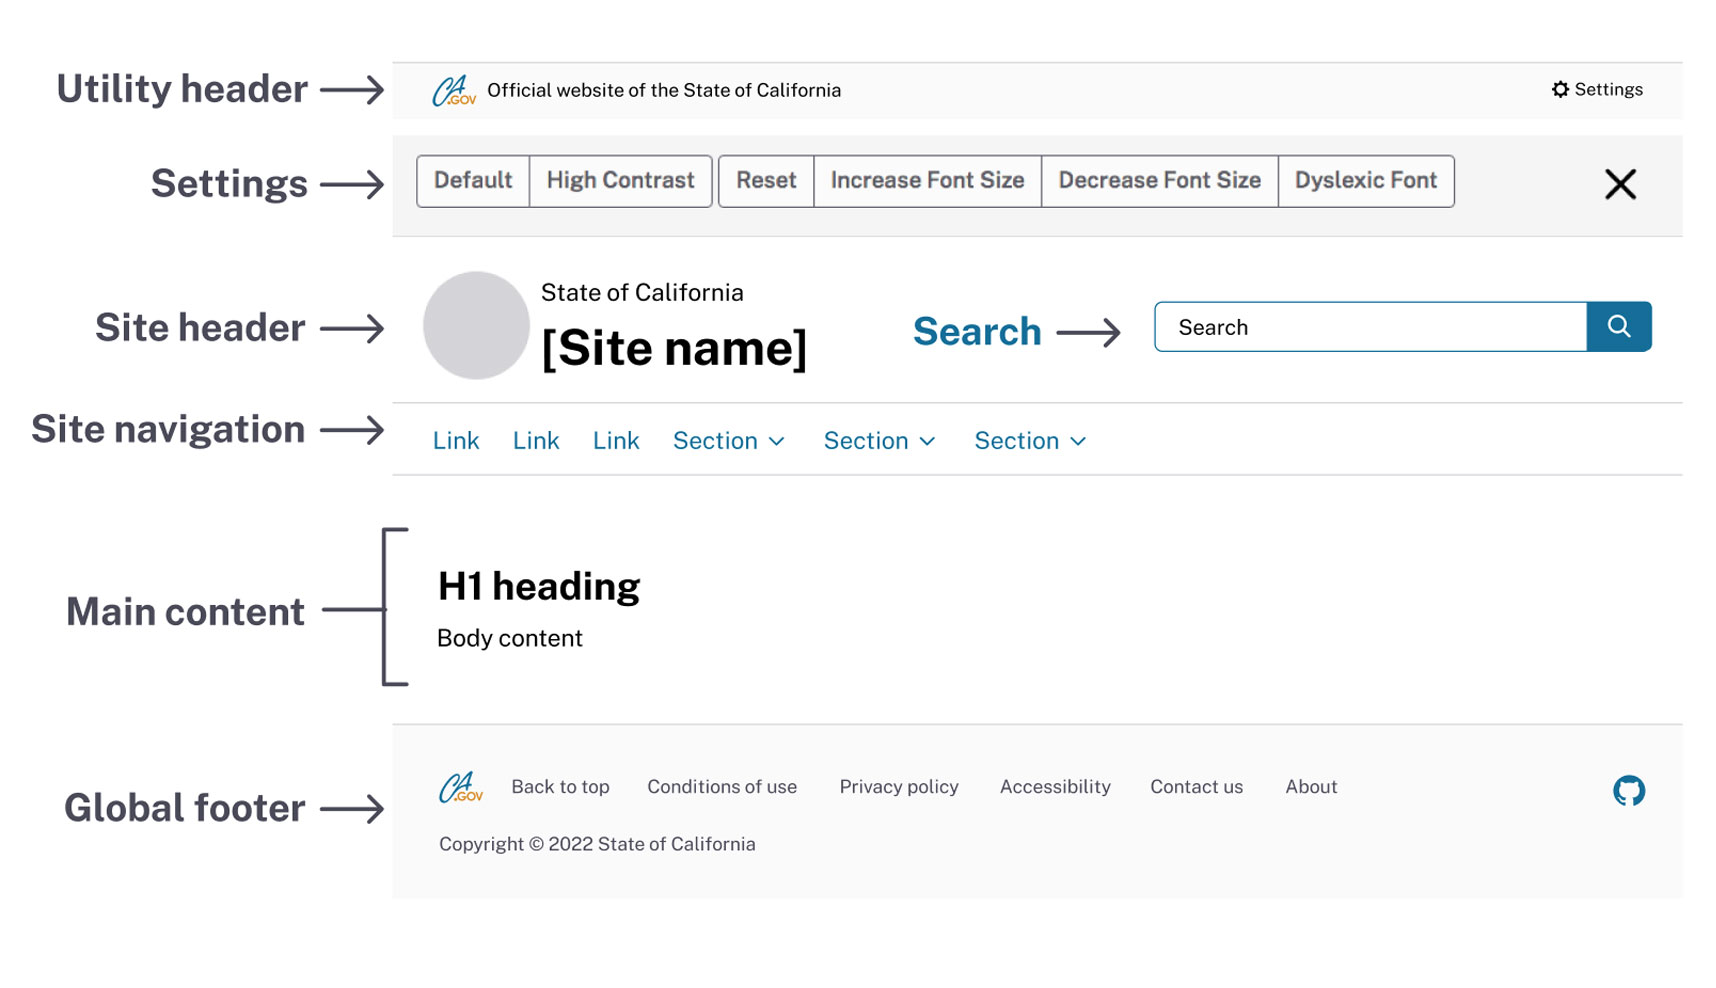 Utility header
CA.GOV Official website of the State of California Settings
Settings
Default High Contrast Reset Increase Font Size Decrease Font Size Dyslexic Font
Site header
State of California
[Site name]
Search
Search
Site navigation
Link Link Link Section Section Section
Main content
H1 heading
Body content
Global footer
CA.GOV Back to top Conditions of use Privacy policy Accessibility Contact us About
Copyright © 2022 State of California